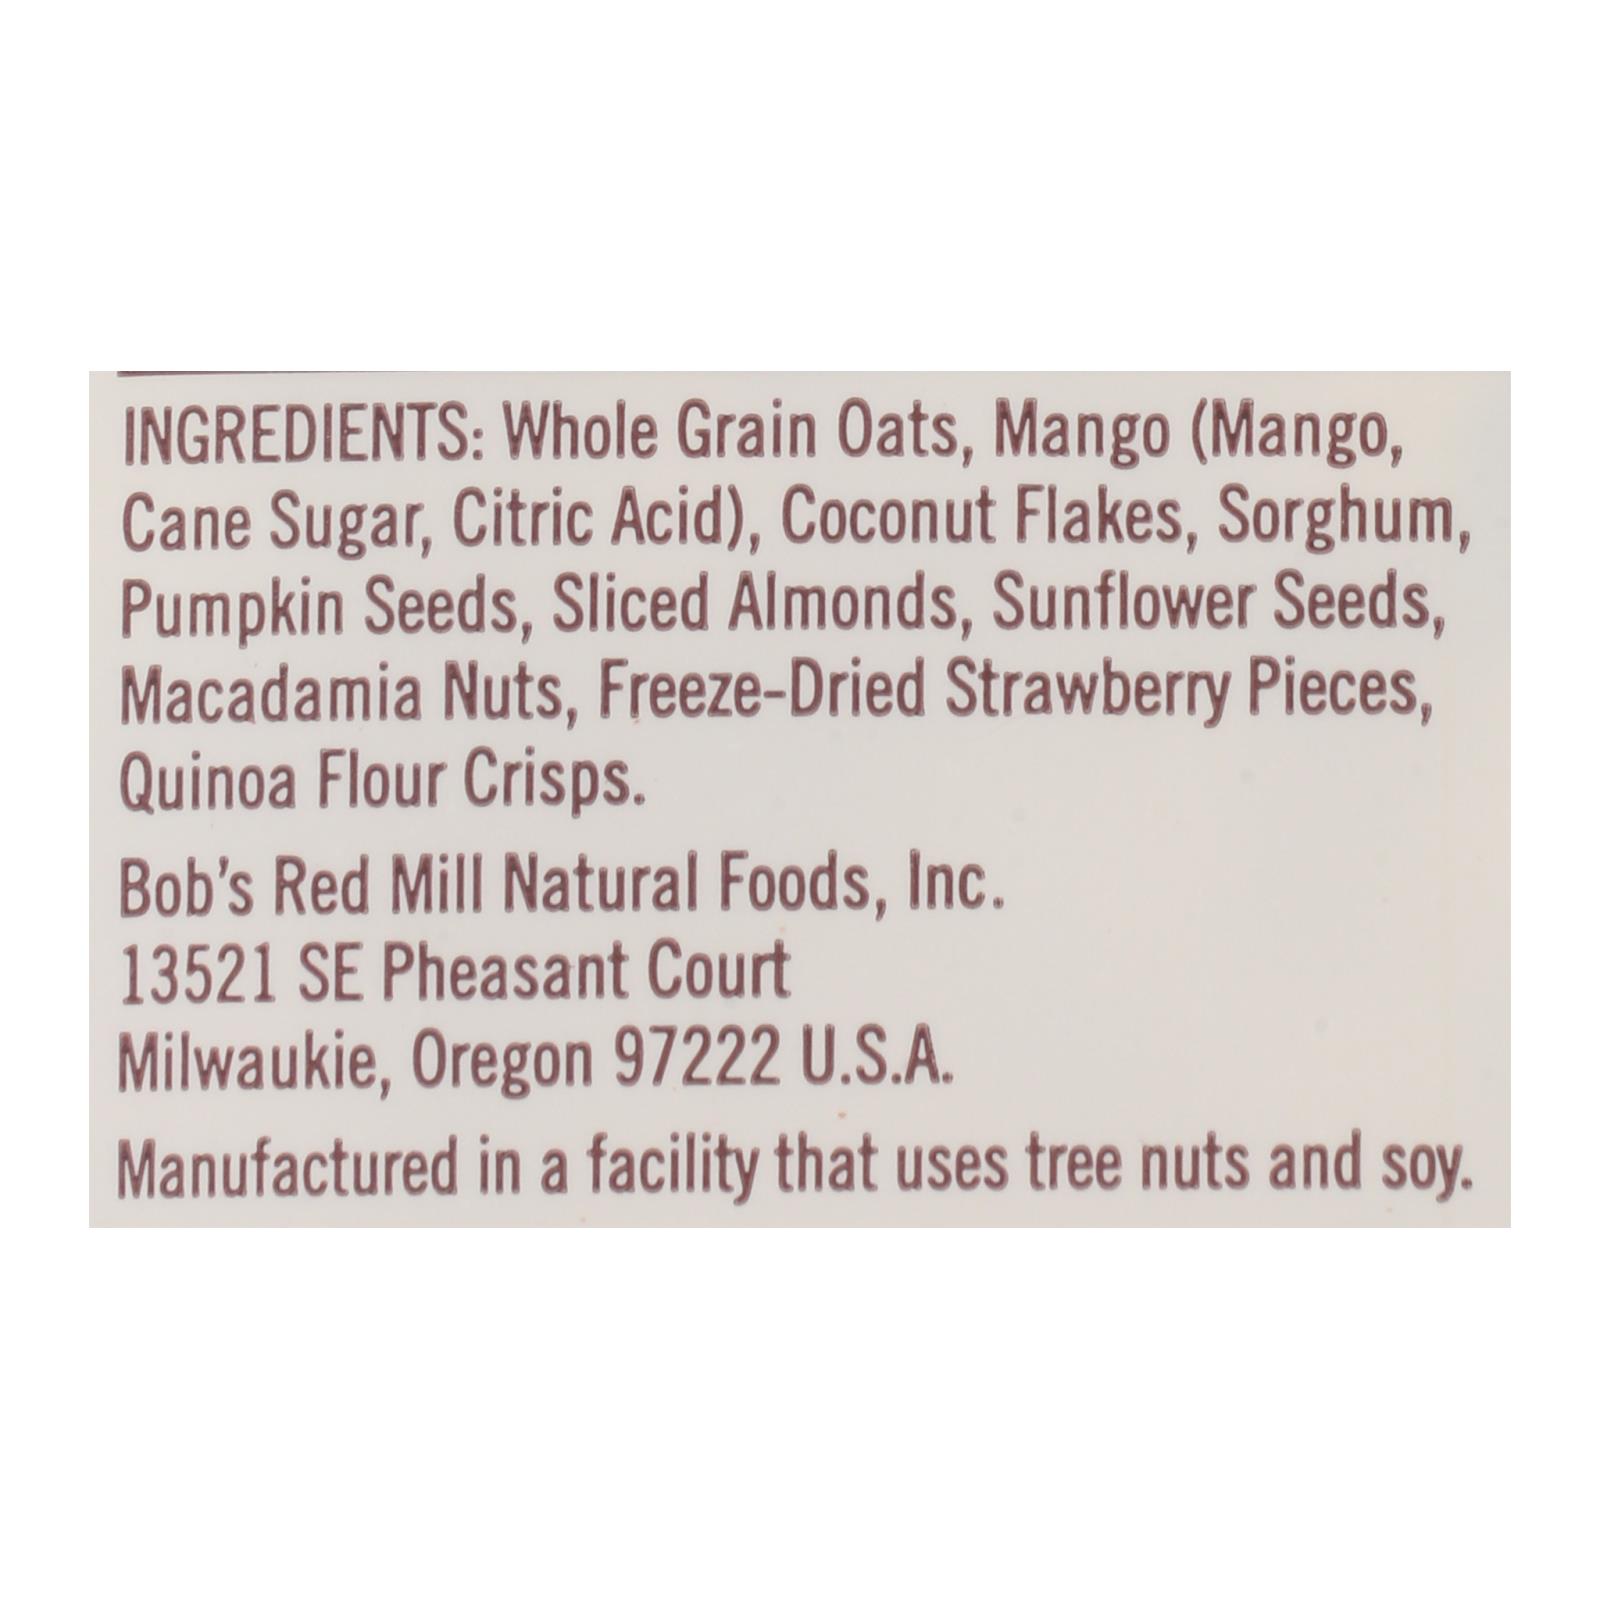 INGREDIENTS: Whole Grain Oats, Mango (Mango,
Cane Sugar, Citric Acid), Coconut Flakes, Sorghum,
Pumpkin Seeds, Sliced Almonds, Sunflower Seeds,
Macadamia Nuts, Freeze-Dried Strawberry Pieces,
Quinoa Flour Crisps.
Bob's Red Mill Natural Foods, Inc.
13521 SE Pheasant Court
Milwaukie, Oregon 97222 U.S.A.
Manufactured in a facility that uses tree nuts and soy.